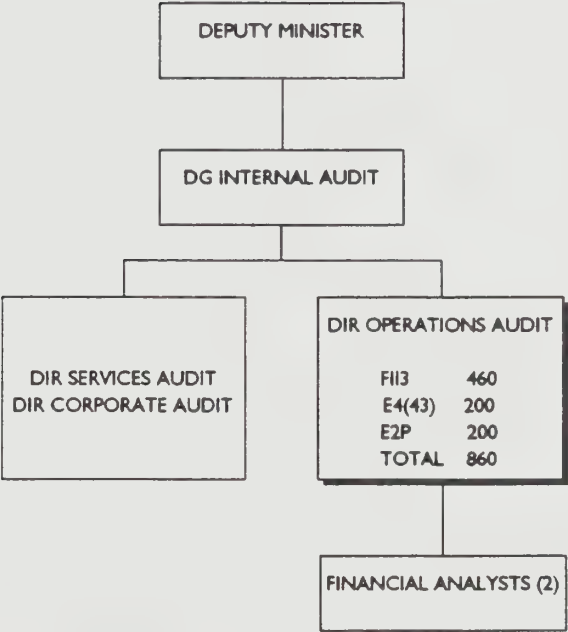 DEPUTY MINISTER
DG INTERNAL AUDIT
DIR SERVICES AUDIT
DIR CORPORATE AUDIT
DIR OPERATIONS AUDIT
FII3 460
E4(43) 200
E2P 200
TOTAL 860
FINANCIAL ANALYSTS (2)